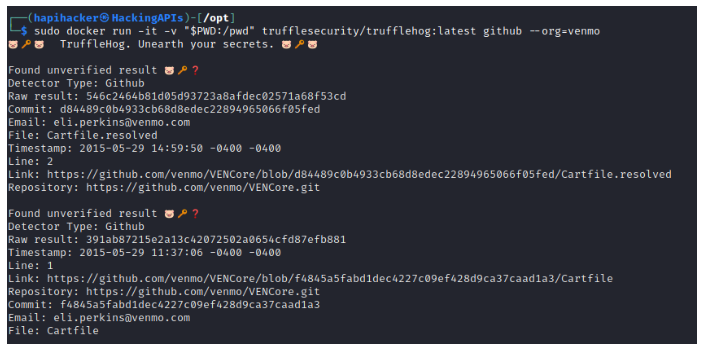 ┌──(hapihacker㉿HackingAPIs)-[/opt]
└─$ sudo docker run -it -v "$PWD:/pwd" trufflesecurity/trufflehog:latest github --org=venmo
🐷🔑🐷  TruffleHog. Unearth your secrets. 🐷🔑🐷
Found unverified result 🐷🔑❓
Detector Type: Github
Raw result: 546c2464b81d05d93723a8afdec02571a68f53cd
Commit: d84489c0b4933cb68d8edec22894965066f05fed
Email: eli.perkins@venmo.com
File: Cartfile.resolved
Timestamp: 2015-05-29 14:59:50 -0400 -0400
Line: 2
Link: https://github.com/venmo/VENCore/blob/d84489c0b4933cb68d8edec22894965066f05fed/Cartfile.resolved
Repository: https://github.com/venmo/VENCore.git
Found unverified result 🐷🔑❓
Detector Type: Github
Raw result: 391ab87215e2a13c42072502a0654cfd87efb881
Timestamp: 2015-05-29 11:37:06 -0400 -0400
Line: 1
Link: https://github.com/venmo/VENCore/blob/f4845a5fabd1dec4227c09ef428d9ca37caad1a3/Cartfile
Repository: https://github.com/venmo/VENCore.git
Commit: f4845a5fabd1dec4227c09ef428d9ca37caad1a3
Email: eli.perkins@venmo.com
File: Cartfile